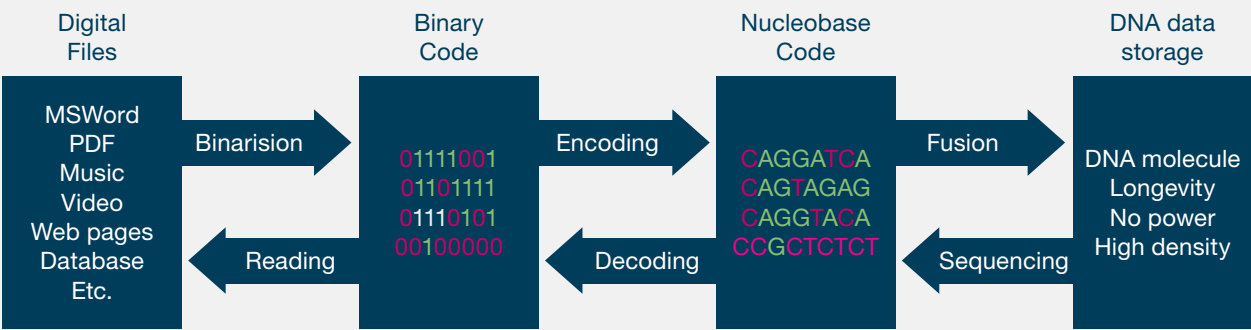 Digital
Files
Binary
Code
Nucleobase
Code
DNA data
storage
MSWord
PDF
Music
Video
Web pages
Database
Etc.
Binarision
Reading
01111001
01101111
01110101
00100000
Encoding
Decoding
CAGGATCA
CAGTAGAG
CAGGTACA
CCGCTCTCT
Fusion
Sequencing
DNA molecule
Longevity
No power
High density